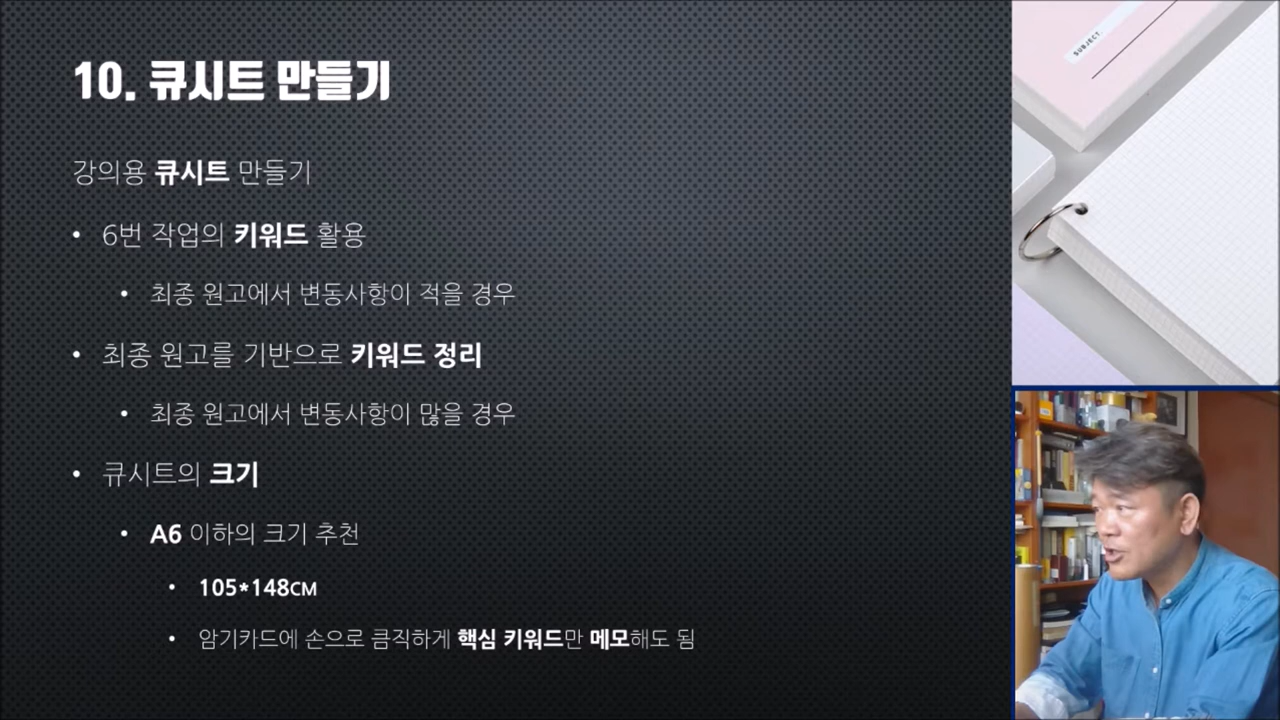 10. 큐시트 만들기
강의용 큐시트 만들기
• 6번 작업의 키워드 활용
• 최종 원고에서 변동사항이 적을 경우
• 최종 원고를 기반으로 키워드 정리
• 최종 원고에서 변동사항이 많을 경우
• 큐시트의 크기
• A6 이하의 크기 추천
• 105*148CM
• 암기카드에 손으로 큼직하게 핵심 키워드만 메모해도 됨
SUBJECT.